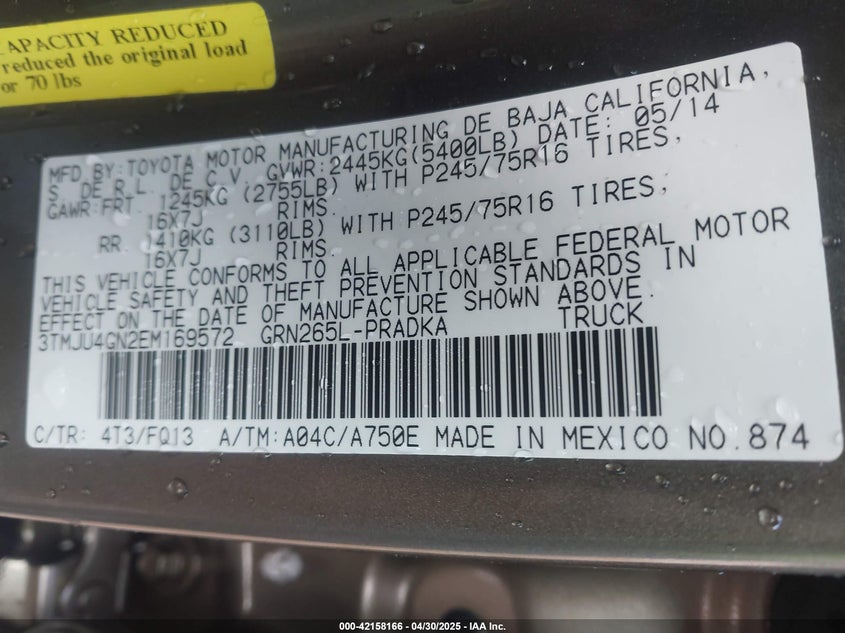 CAPACITY REDUCED
reduced the original load
or 70 lbs
MFD. BY: TOYOTA MOTOR MANUFACTURING DE BAJA CALIFORNIA,
S. DE R.L. DE C.V. GVWR: 2445KG(5400LB) DATE: 05/14
GAWR:FRT. 1245KG (2755LB) WITH P245/75R16 TIRES,
16X7J RIMS.
RR. 1410KG (3110LB) WITH P245/75R16 TIRES,
16X7J RIMS.
THIS VEHICLE CONFORMS TO ALL APPLICABLE FEDERAL MOTOR
VEHICLE SAFETY AND THEFT PREVENTION STANDARDS IN
EFFECT ON THE DATE OF MANUFACTURE SHOWN ABOVE.
3TMJU4GN2EM169572 GRN265L-PRADKA TRUCK
C/TR: 4T3/FQ13 A/TM: A04C/A750E MADE IN MEXICO NO.874
000-42158166 - 04/30/2025 - IAA Inc.